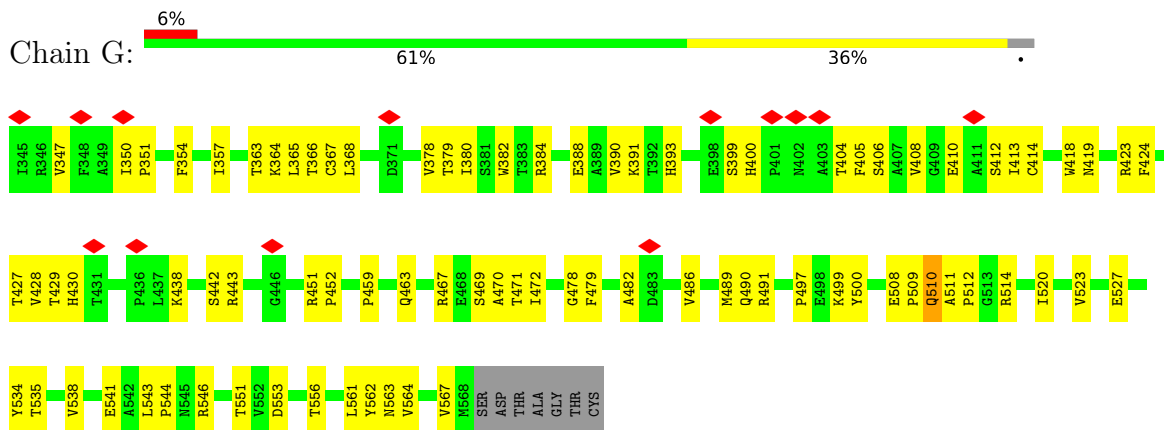 6%
Chain G:
61% 36% •
I345 R346 V347 F348 A349 I350 P351 F354 I357 T363 K364 L365 T366 C367 L368 D371 V378 T379 I380 S381 W382 T383 R384 E388 A389 V390 K391 T392 H393 E398 S399 H400 P401 N402 A403 T404 F405 S406 A407 V408 G409 E410 A411 S412 I413 C414 W418 N419 R423 F424
T427 V428 T429 H430 T431 P436 L437 K438 S442 R443 G446 R451 P452 P459 Q463 R467 E468 S469 A470 T471 I472 G478 F479 A482 D483 V486 M489 Q490 R491 P497 E498 K499 Y500 E508 P509 Q510 A511 P512 G513 R514 I520 V523 E527
Y534 T535 V538 E541 A542 L543 P544 N545 R546 T551 V552 D553 T556 L561 Y562 N563 V564 V567 M568 SER ASP THR ALA GLY THR CYS